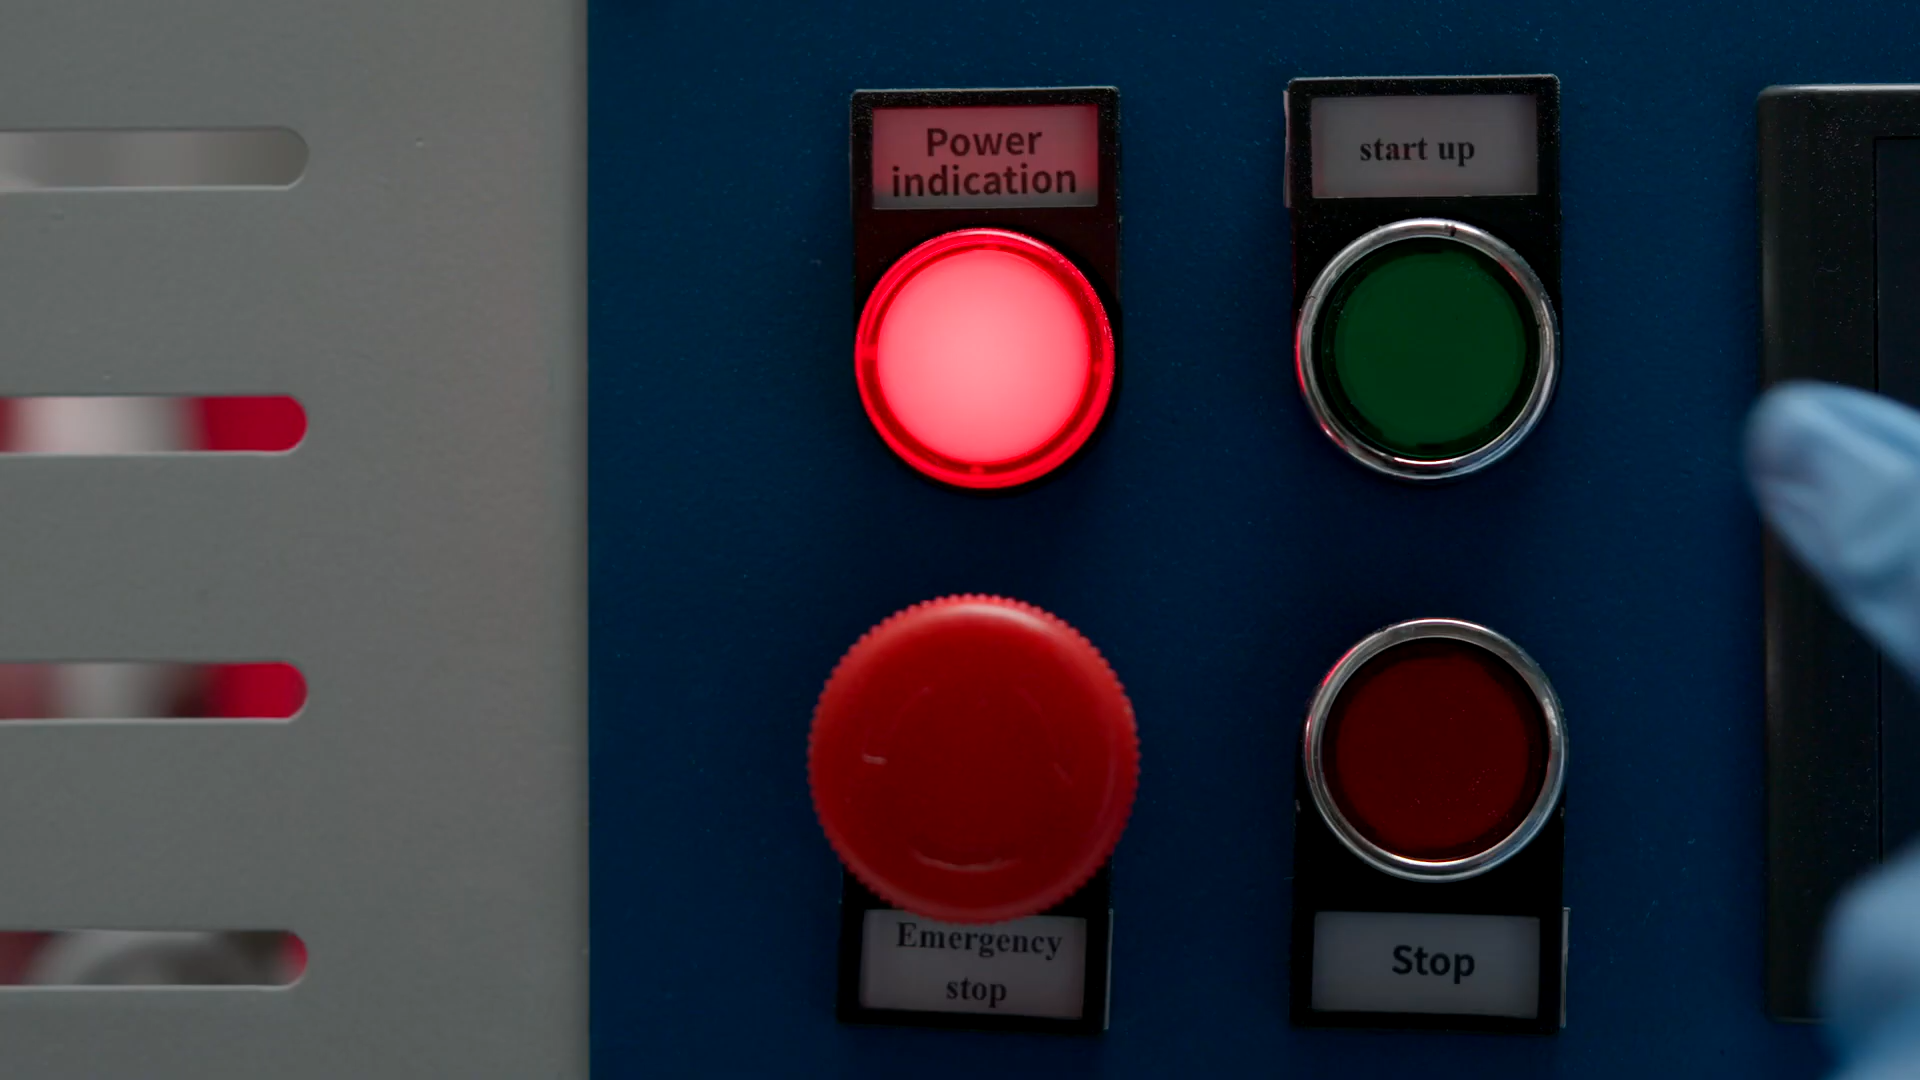 Power
indication
start up
Emergency
stop
Stop